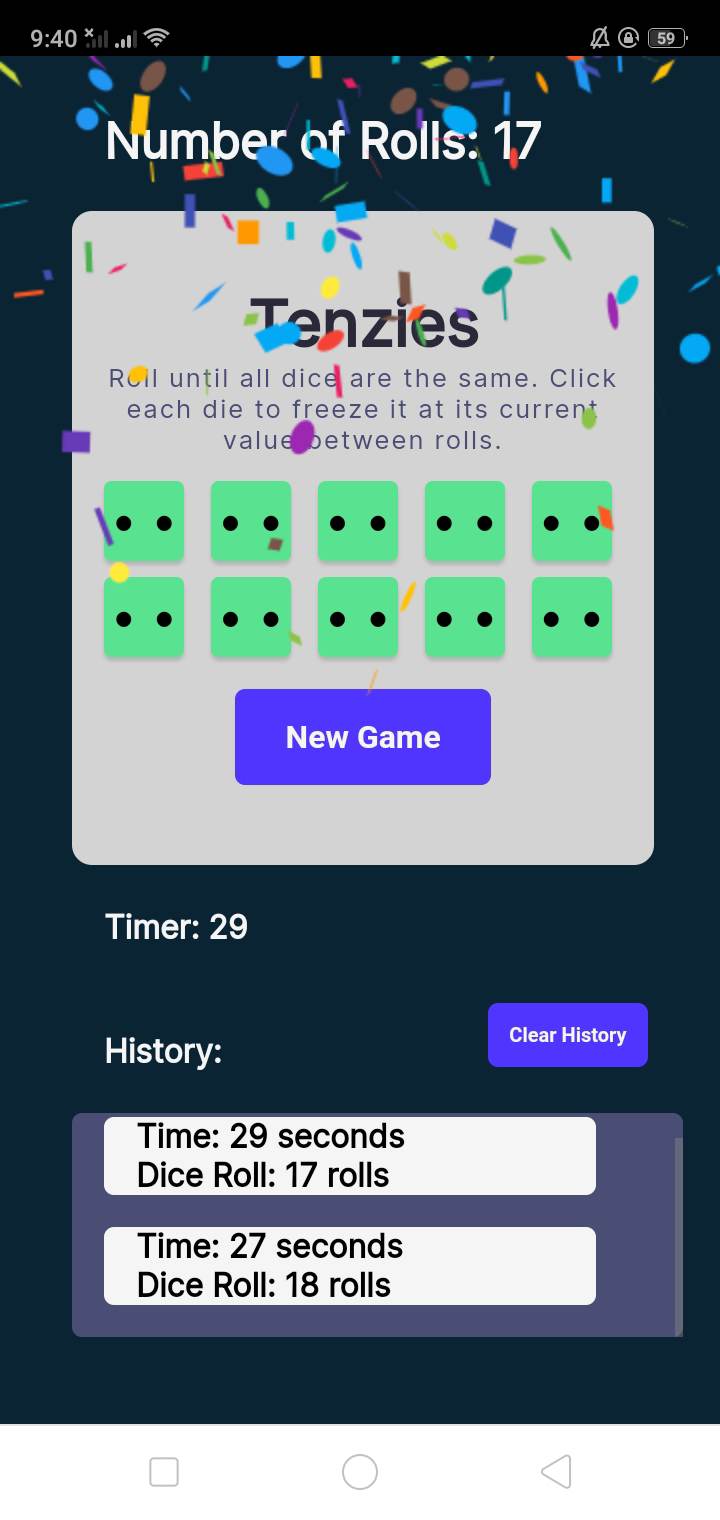 9:40
59
Number of Rolls: 17
Tenzies
Roll until all dice are the same. Click
each die to freeze it at its current
value between rolls.
New Game
Timer: 29
History:
Clear History
Time: 29 seconds
Dice Roll: 17 rolls
Time: 27 seconds
Dice Roll: 18 rolls